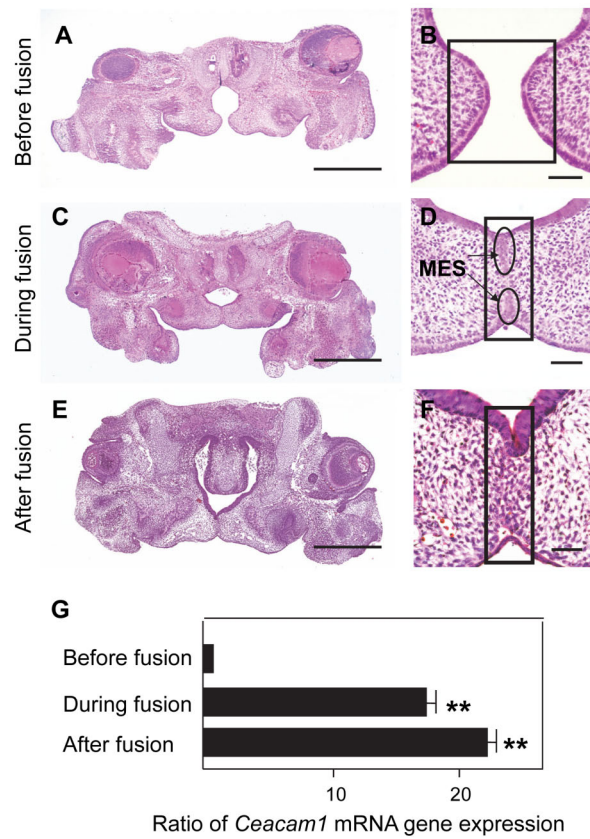 A
B
Before fusion
C
D
MES
During fusion
E
F
After fusion
G
Before fusion
During fusion
**
After fusion
**
10 20
Ratio of Ceacam1 mRNA gene expression